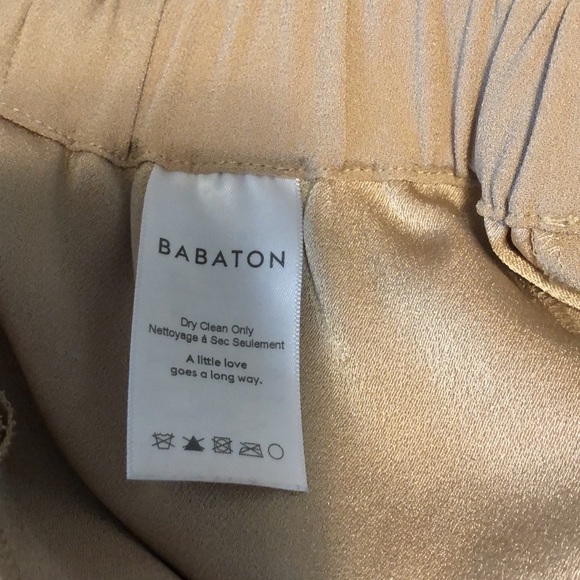 BABATON
Dry Clean Only
Nettoyage á Sec Seulement
A little love
goes a long way.